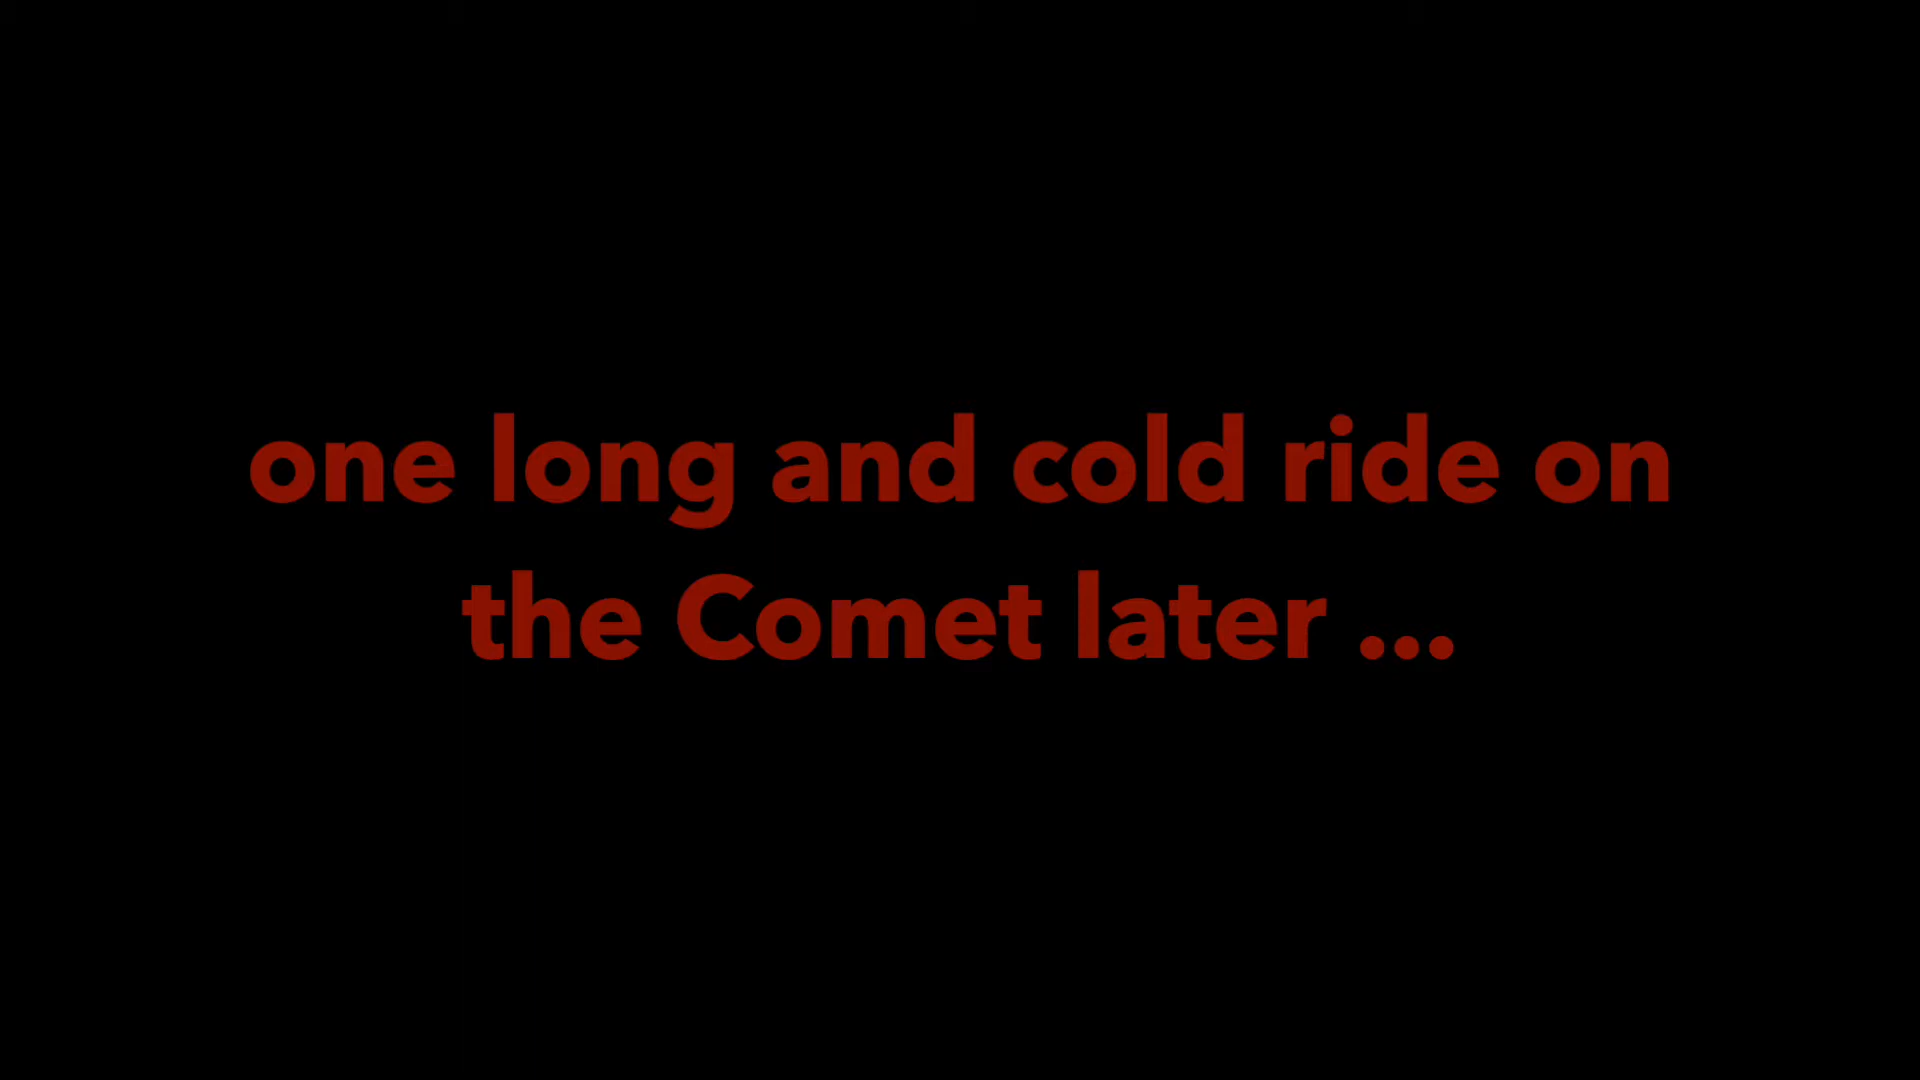 one long and cold ride on
the Comet later ...